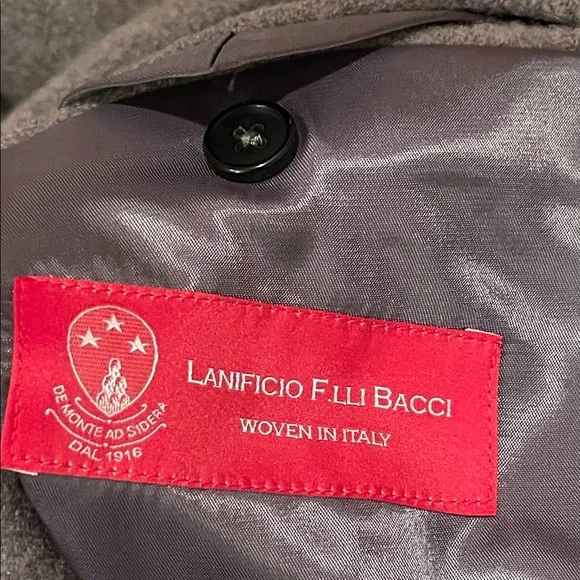 DE MONTE AD SIDERA
DAL 1916
LANIFICIO F.LLI BACCI
WOVEN IN ITALY